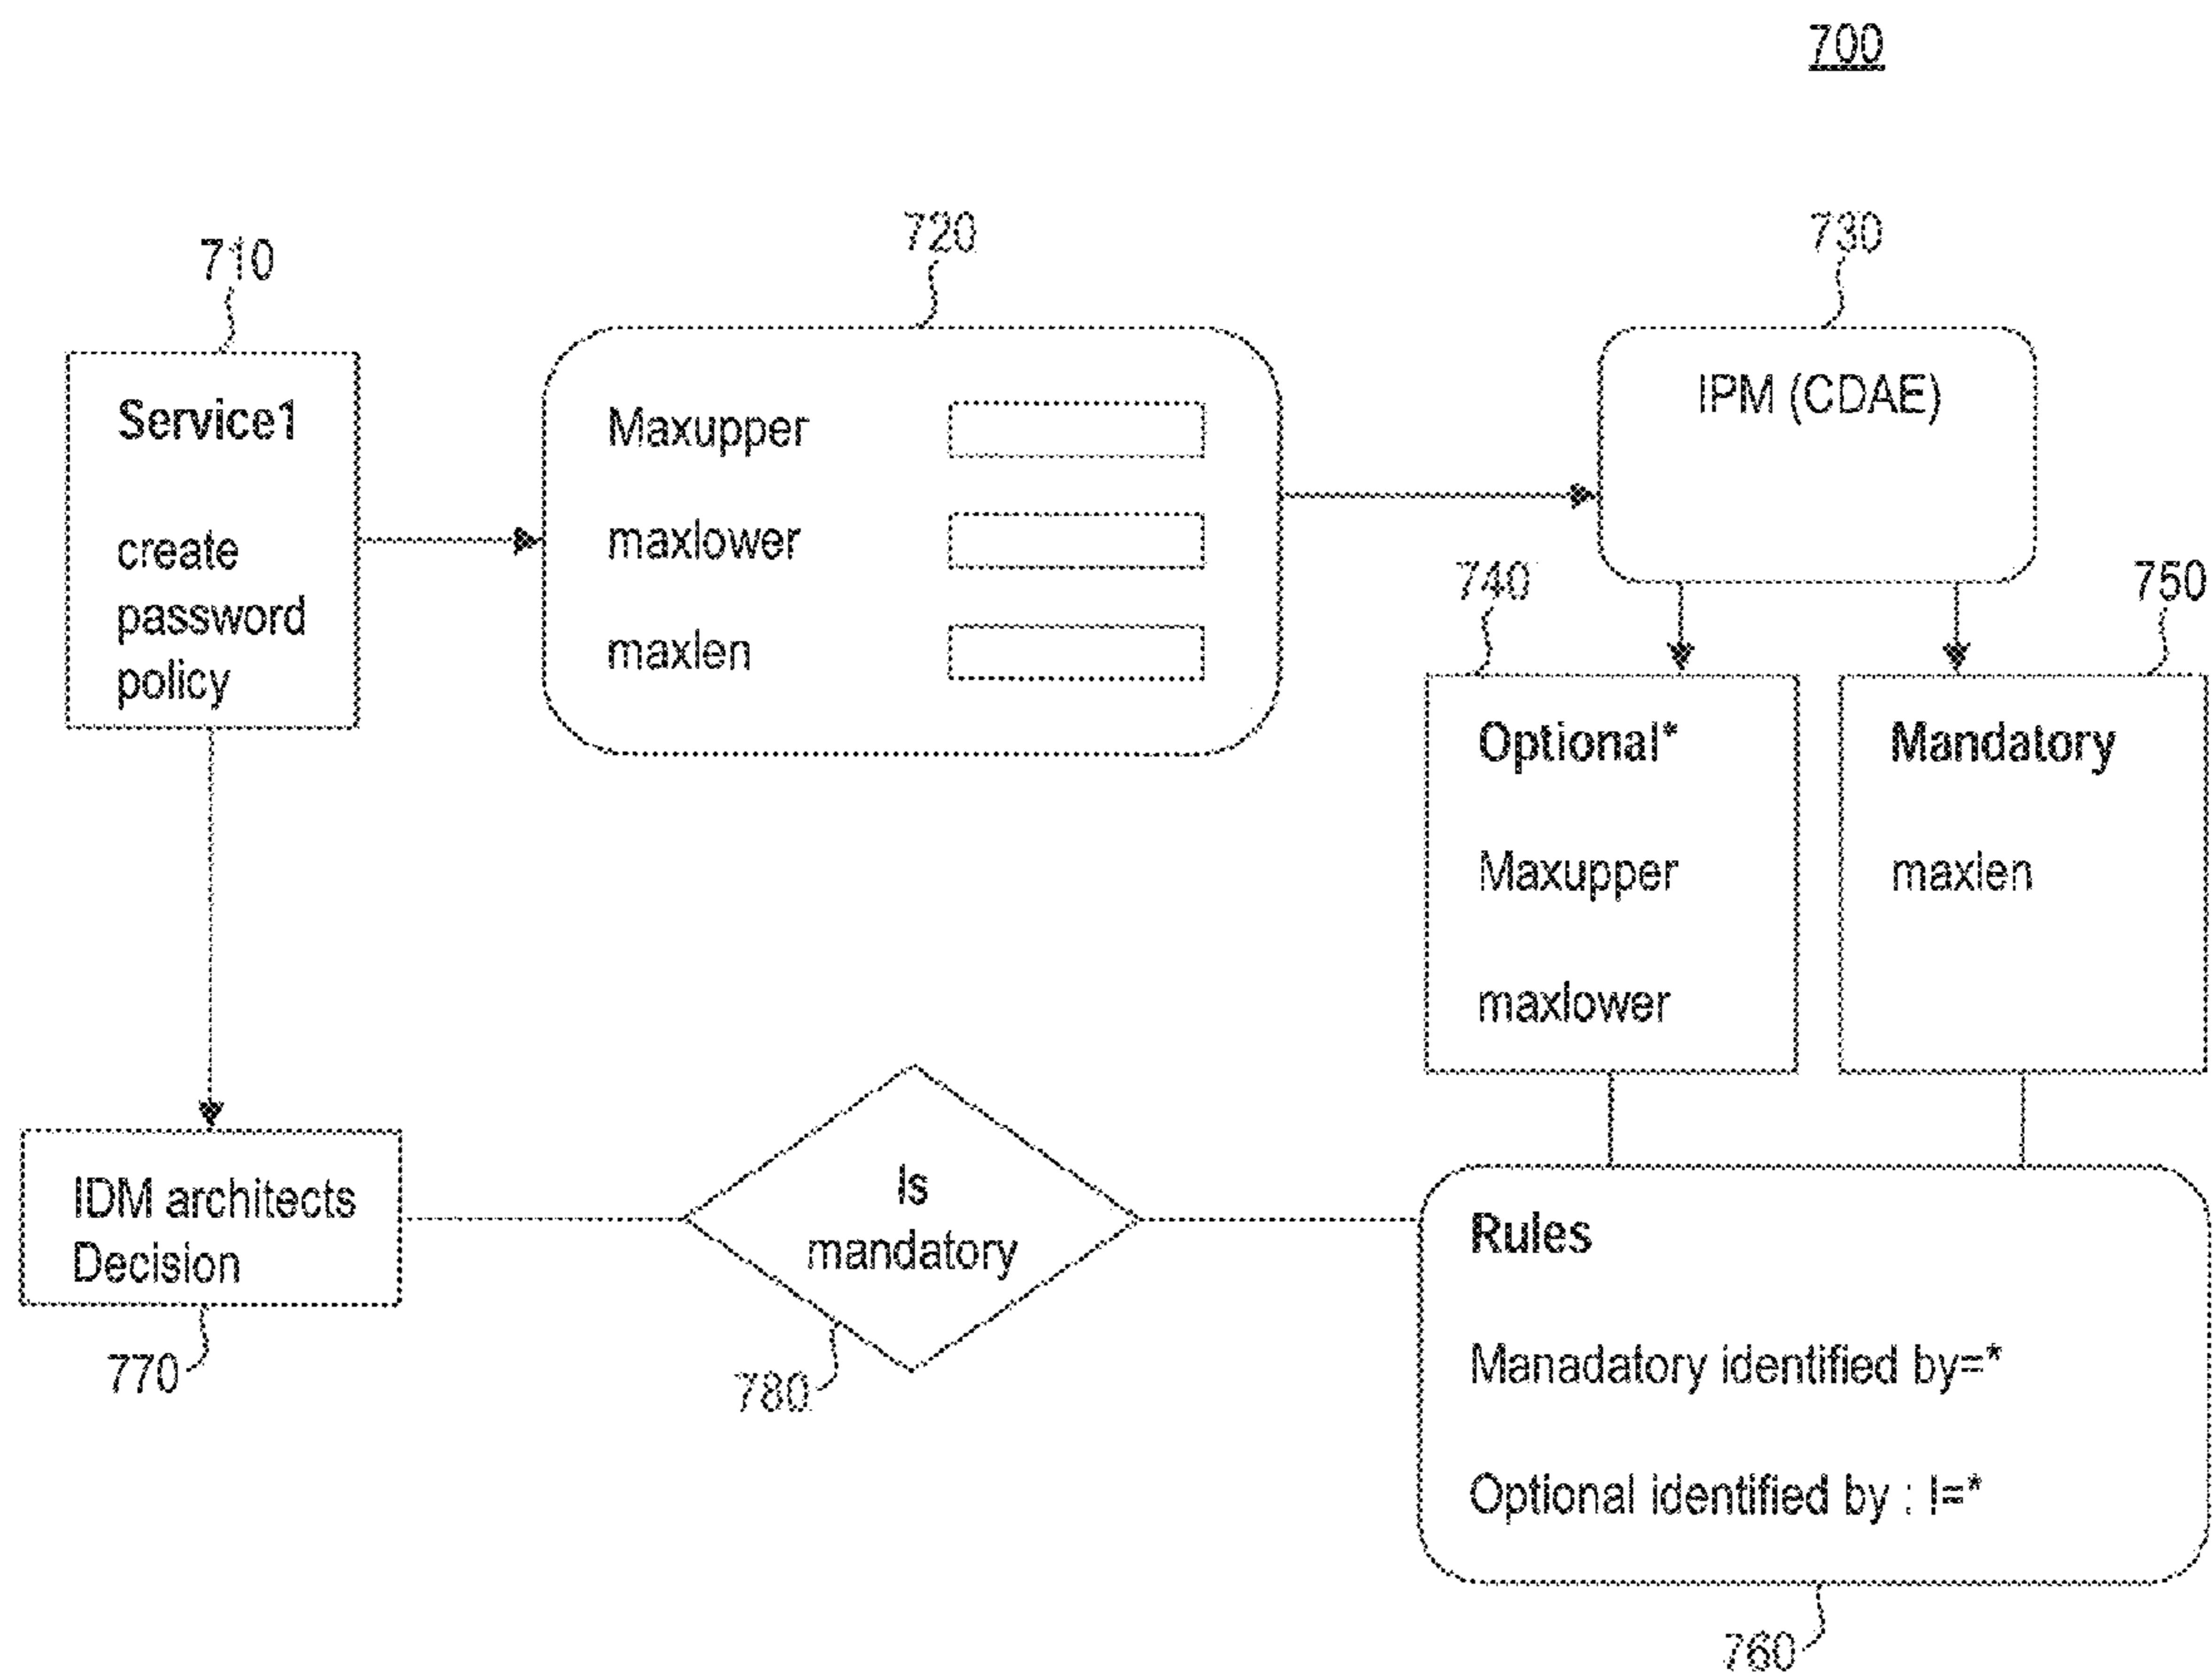 700
710
720
730
Service1
create
password
policy
Maxupper
maxlower
maxlen
IPM (CDAE)
740
750
Optional*
Maxupper
maxlower
Mandatory
maxlen
IDM architects
Decision
770
Is
mandatory
780
Rules
Manadatory identified by=*
Optional identified by : !=*
760